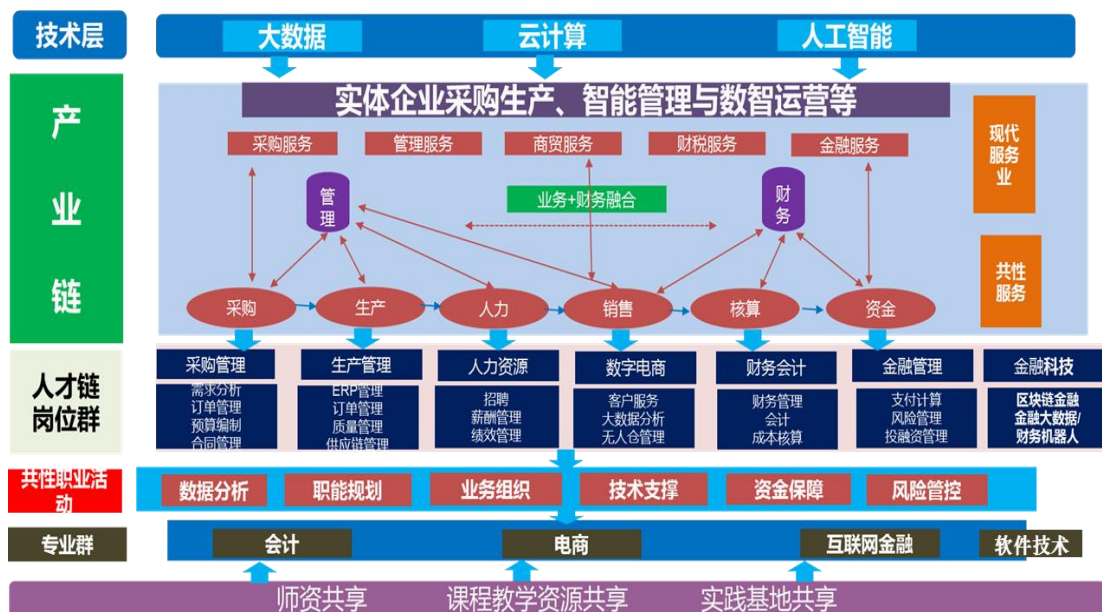 技术层
大数据
云计算
人工智能
产
业
链
实体企业采购生产、智能管理与数智运营等
采购服务
管理服务
商贸服务
财税服务
金融服务
现代
服务
业
管
理
业务+财务融合
财
务
共性
服务
采购
生产
人力
销售
核算
资金
人才链
岗位群
采购管理
需求分析
订单管理
预算编制
合同管理
生产管理
ERP管理
订单管理
质量管理
供应链管理
人力资源
招聘
薪酬管理
绩效管理
数字电商
客户服务
大数据分析
无人仓管理
财务会计
财务管理
会计
成本核算
金融管理
支付计算
风险管理
投融资管理
金融科技
区块链金融
金融大数据/
财务机器人
共性职业活
动
数据分析
职能规划
业务组织
技术支撑
资金保障
风险管控
专业群
会计
电商
互联网金融
软件技术
师资共享
课程教学资源共享
实践基地共享